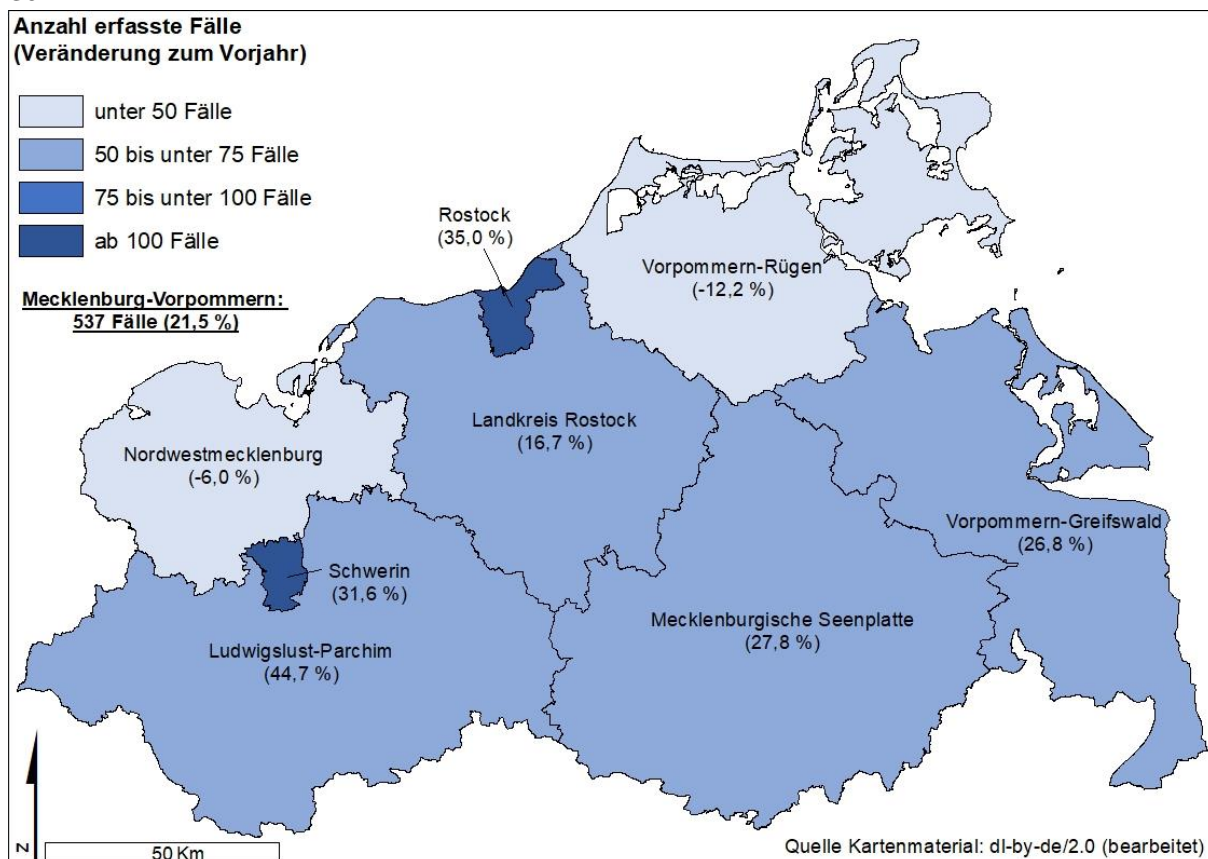 Anzahl erfasste Fälle
(Veränderung zum Vorjahr)
unter 50 Fälle
50 bis unter 75 Fälle
75 bis unter 100 Fälle
ab 100 Fälle
Mecklenburg-Vorpommern:
537 Fälle (21,5 %)
Rostock
(35,0 %)
Vorpommern-Rügen
(-12,2 %)
Landkreis Rostock
(16,7 %)
Nordwestmecklenburg
(-6,0 %)
Vorpommern-Greifswald
(26,8 %)
Schwerin
(31,6 %)
Mecklenburgische Seenplatte
(27,8 %)
Ludwigslust-Parchim
(44,7 %)
N
50 Km
Quelle Kartenmaterial: dl-by-de/2.0 (bearbeitet)